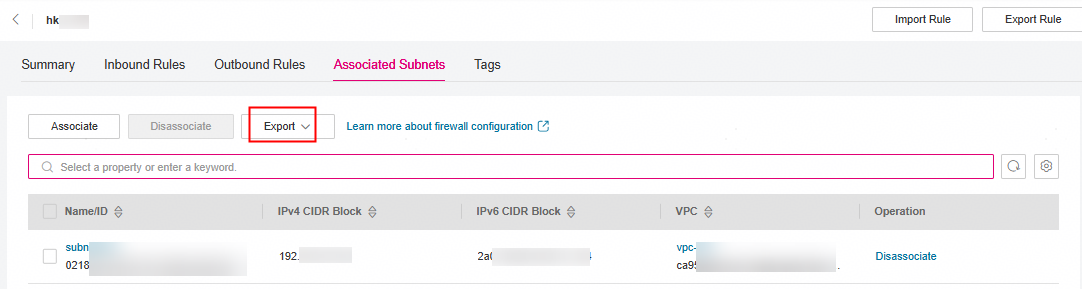 hk
Import Rule
Export Rule
Summary
Inbound Rules
Outbound Rules
Associated Subnets
Tags
Associate
Disassociate
Export
Learn more about firewall configuration
Select a property or enter a keyword.
Name/ID
IPv4 CIDR Block
IPv6 CIDR Block
VPC
Operation
subn
192.
2a0
vpc-
Disassociate
0218
ca95